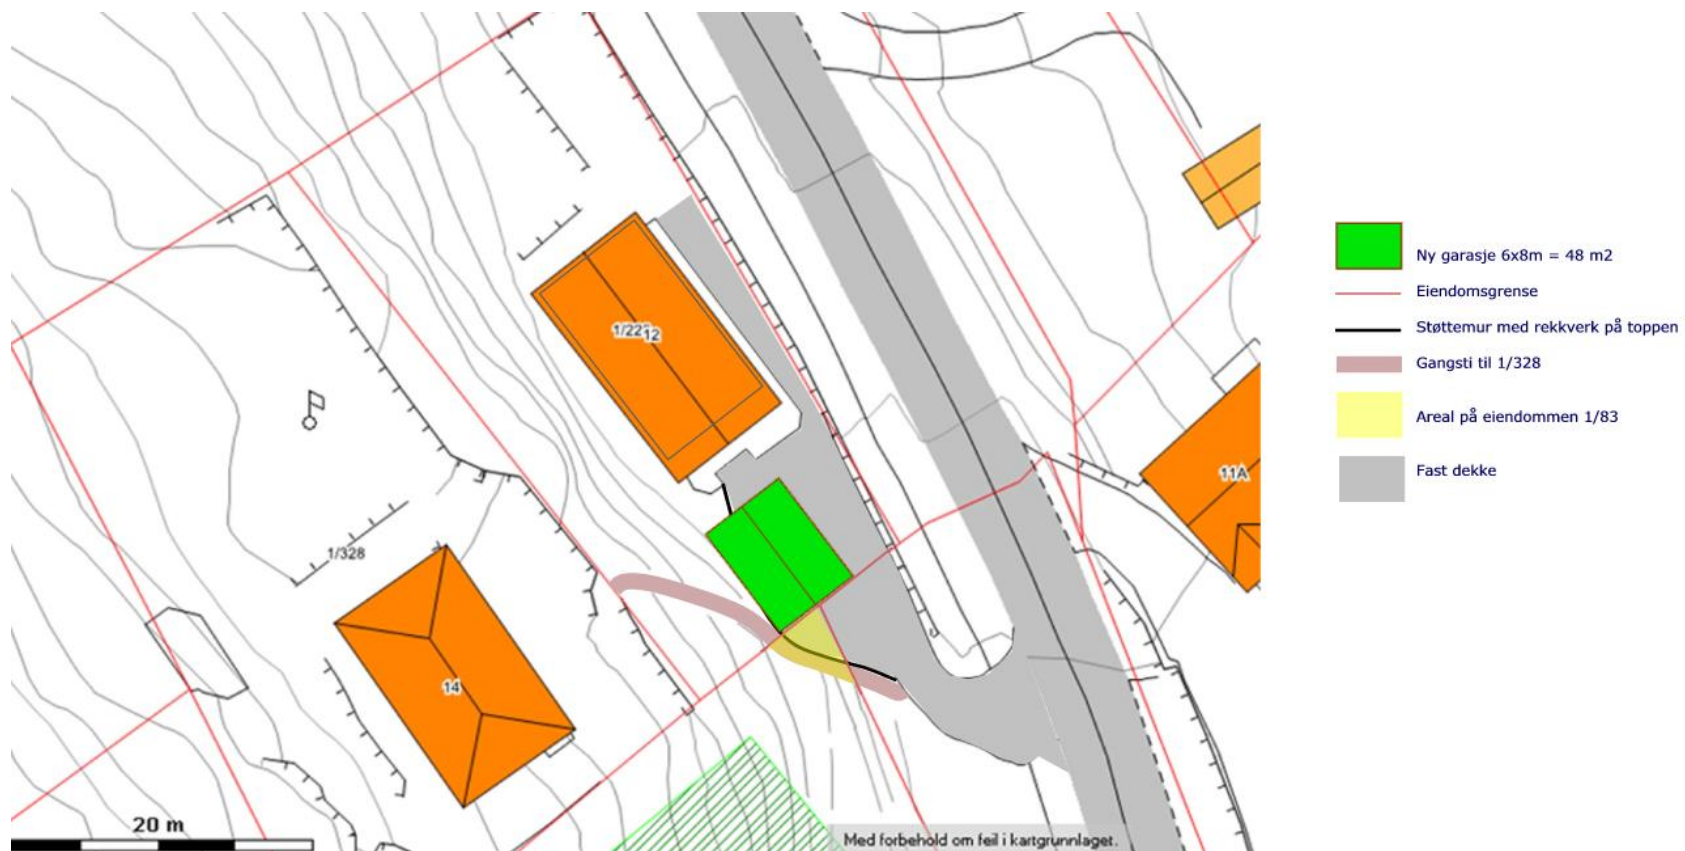 1/22
12
1/328
14
11A
20 m
Med forbehold om feil i kartgrunnlaget.
Ny garasje 6x8m = 48 m2
Eiendomsgrense
Støttemur med rekkverk på toppen
Gangsti til 1/328
Areal på eiendommen 1/83
Fast dekke